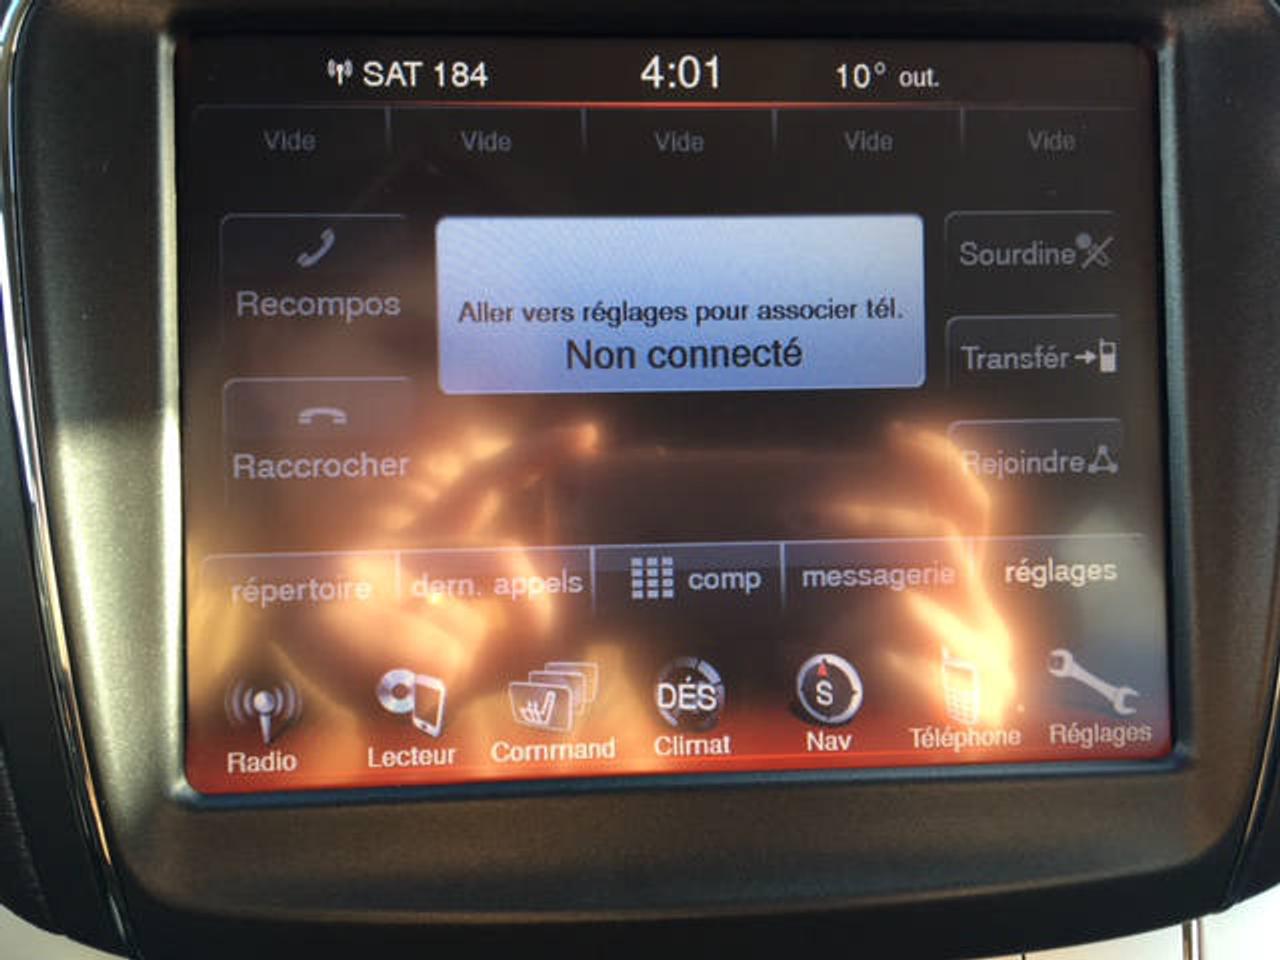 SAT 184 4:01 10° out.
Vide Vide Vide Vide Vide
Recompos
Aller vers réglages pour associer tél.
Non connecté
Sourdine
Transfér
Raccrocher
Rejoindre
répertoire dern. appels comp messagerie réglages
DÉS S
Radio Lecteur Command Climat Nav Téléphone Réglages